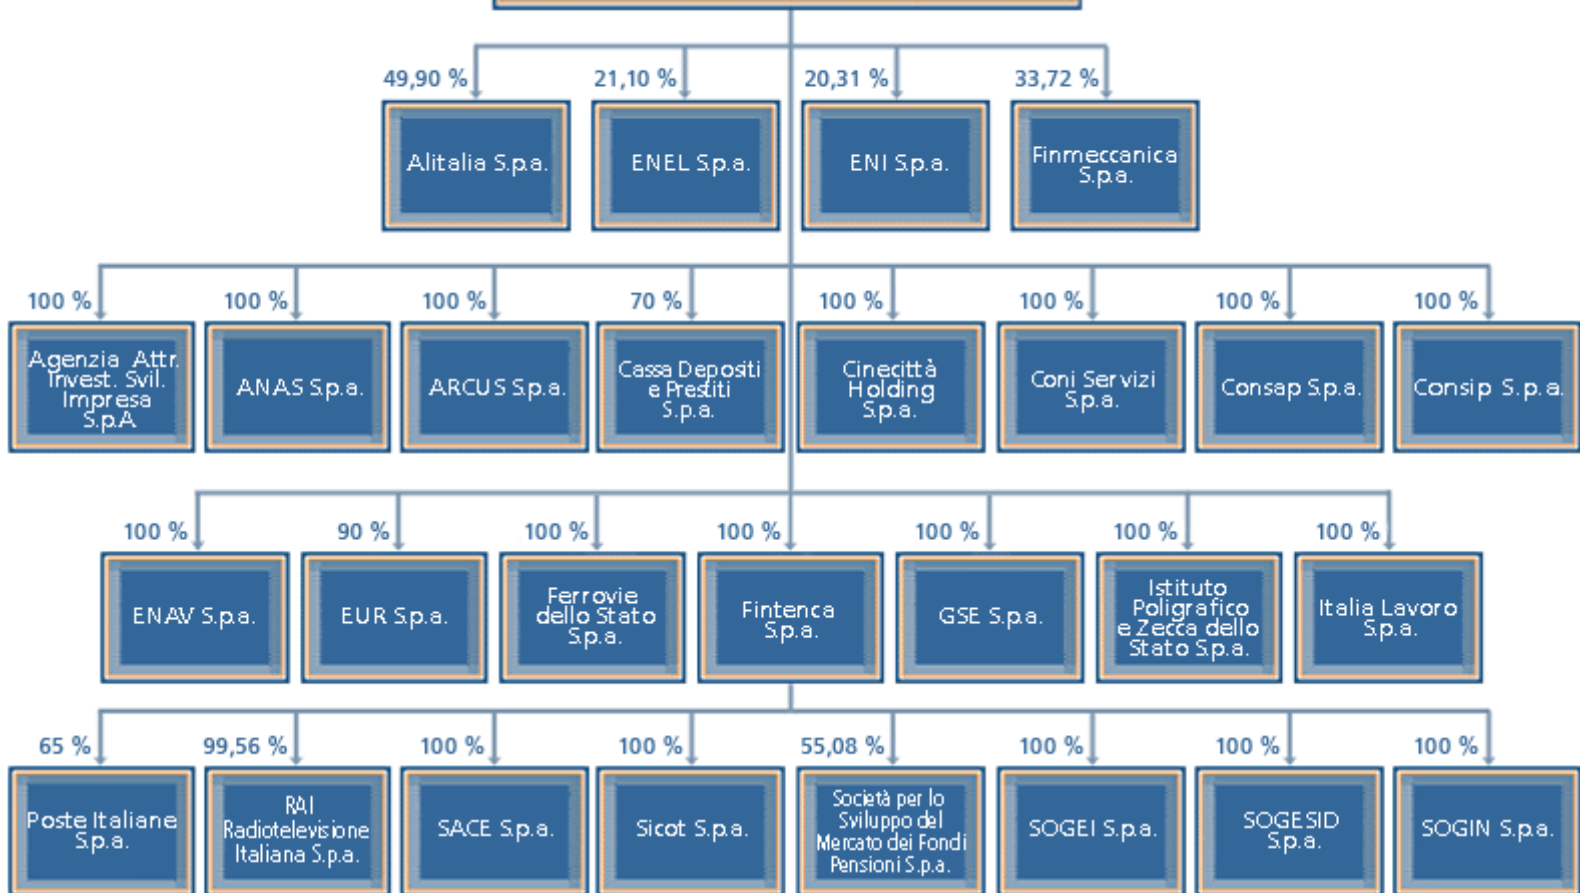 49,90 %
21,10 %
20,31 %
33,72 %
Alitalia S.p.a.
ENEL S.p.a.
ENI S.p.a.
Finmeccanica
S.p.a.
100 %
100 %
100 %
70 %
100 %
100 %
100 %
100 %
Agenzia Attr.
Invest. Svil.
Impresa
S.p.A
ANAS S.p.a.
ARCUS S.p.a.
Cassa Depositi
e Prestiti
S.p.a.
Cinecittà
Holding
S.p.a.
Coni Servizi
S.p.a.
Consap S.p.a.
Consip S.p.a.
100 %
90 %
100 %
100 %
100 %
100 %
100 %
ENAV S.p.a.
EUR S.p.a.
Ferrovie
dello Stato
S.p.a.
Fintenca
S.p.a.
GSE S.p.a.
Istituto
Poligrafico
e Zecca dello
Stato S.p.a.
Italia Lavoro
S.p.a.
65 %
99,56 %
100 %
100 %
55,08 %
100 %
100 %
100 %
Poste Italiane
S.p.a.
RAI
Radiotelevisione
Italiana S.p.a.
SACE S.p.a.
Sicot S.p.a.
Società per lo
Sviluppo del
Mercato dei Fondi
Pensioni S.p.a.
SOGEI S.p.a.
SOGESID
S.p.a.
SOGIN S.p.a.